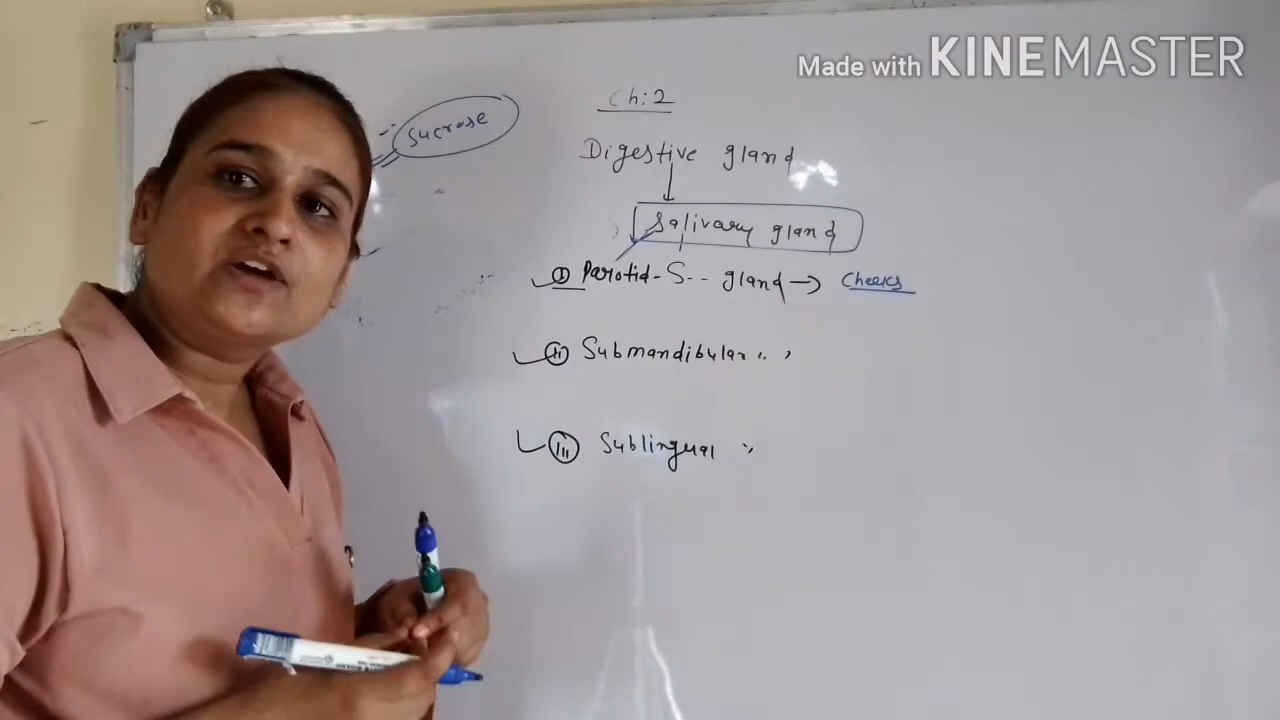 Made with KINEMASTER
Ch:2
Sucrose
Digestive gland
Salivary gland
① Parotid - S-- gland → Cheeks
(ii) Submandibular " "
(iii) Sublingual "